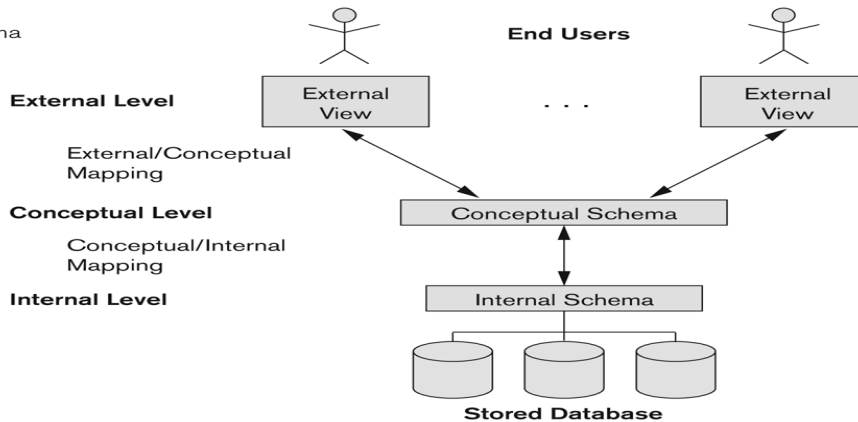 ma
End Users
External Level
External
View
. . .
External
View
External/Conceptual
Mapping
Conceptual Level
Conceptual Schema
Conceptual/Internal
Mapping
Internal Level
Internal Schema
Stored Database